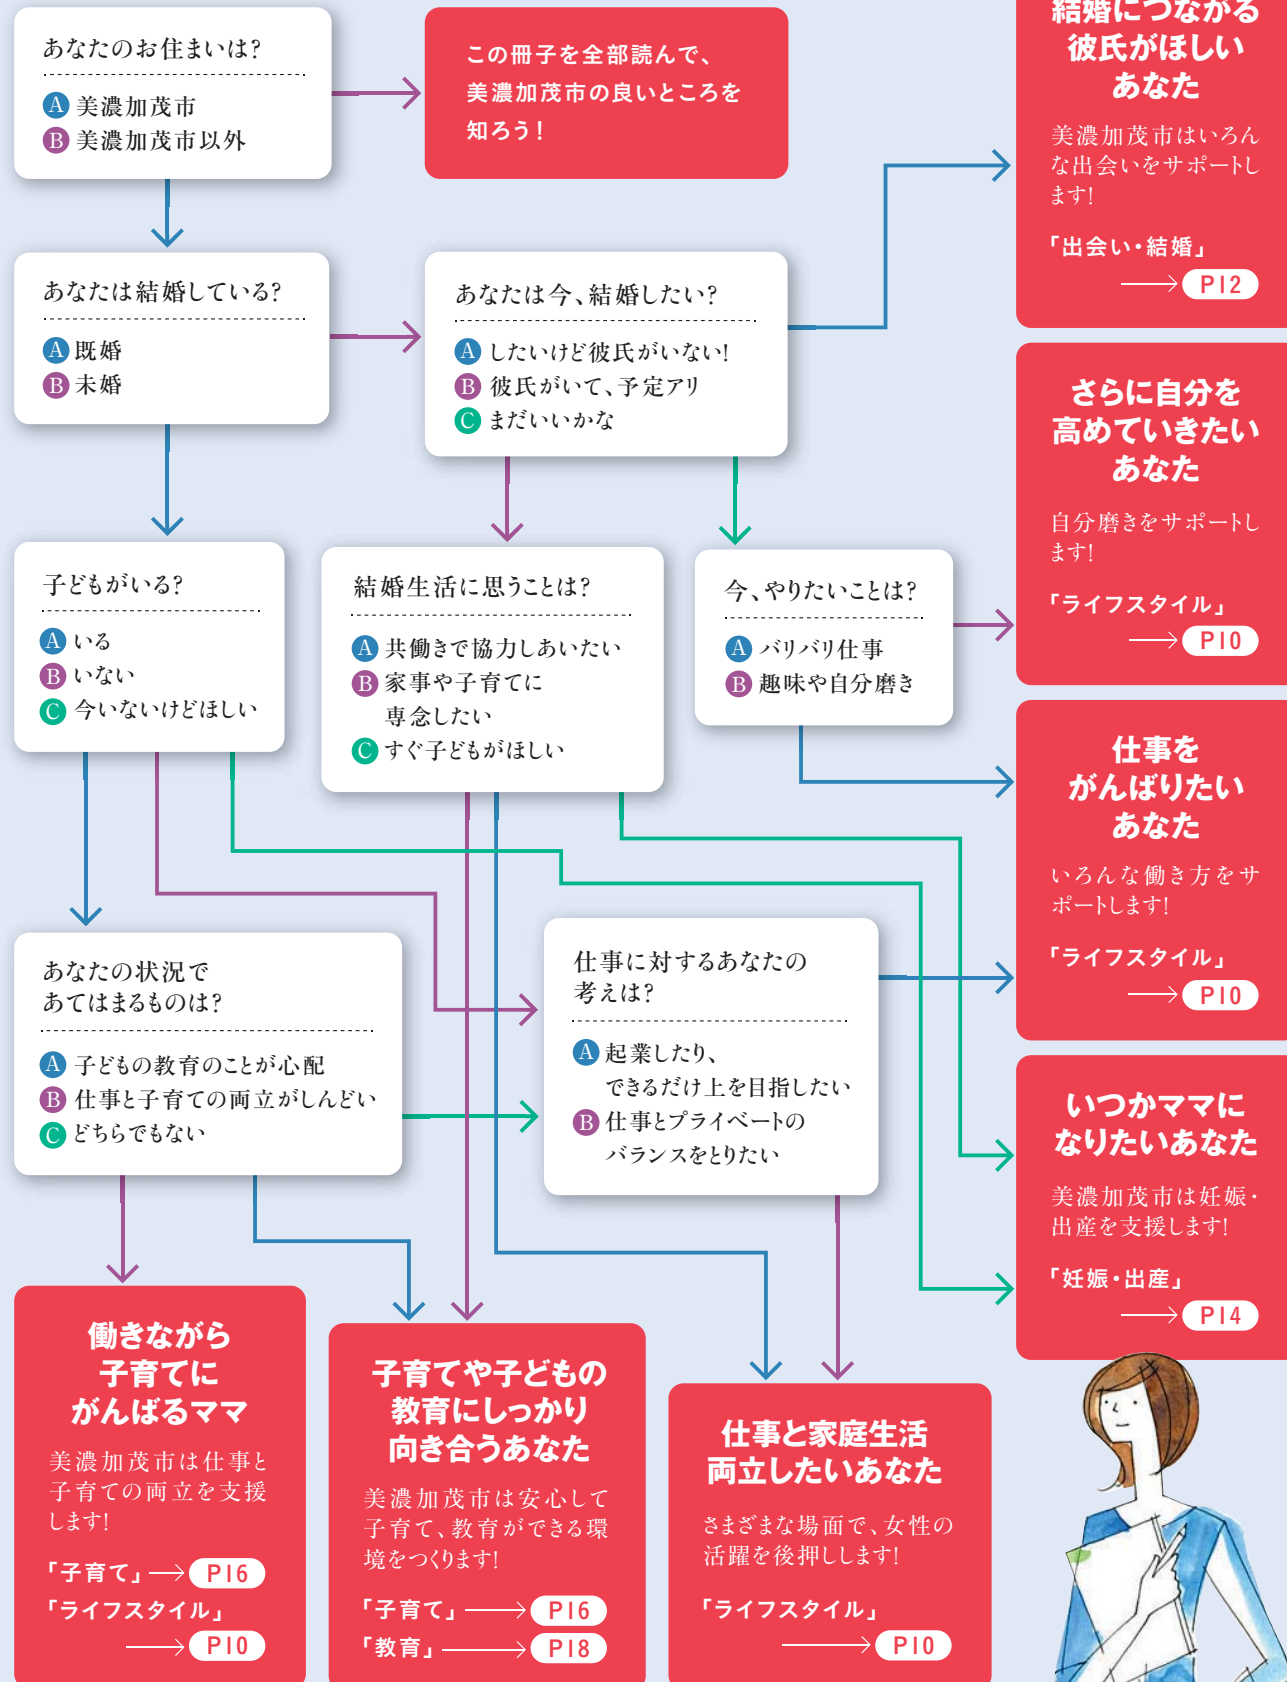 あなたのお住まいは?
A 美濃加茂市
B 美濃加茂市以外
この冊子を全部読んで、
美濃加茂市の良いところを
知ろう!
あなたは結婚している?
A 既婚
B 未婚
あなたは今、結婚したい?
A したいけど彼氏がいない!
B 彼氏がいて、予定アリ
C まだいいかな
子どもがいる?
A いる
B いない
C 今いないけどほしい
結婚生活に思うことは?
A 共働きで協力しあいたい
B 家事や子育てに
専念したい
C すぐ子どもがほしい
今、やりたいことは?
A バリバリ仕事
B 趣味や自分磨き
あなたの状況で
あてはまるものは?
A 子どもの教育のことが心配
B 仕事と子育ての両立がしんどい
C どちらでもない
仕事に対するあなたの
考えは?
A 起業したり、
できるだけ上を目指したい
B 仕事とプライベートの
バランスをとりたい
結婚につながる
彼氏がほしい
あなた
美濃加茂市はいろん
な出会いをサポートし
ます!
「出会い・結婚」
→ P12
さらに自分を
高めていきたい
あなた
自分磨きをサポートし
ます!
「ライフスタイル」
→ P10
仕事を
がんばりたい
あなた
いろんな働き方をサ
ポートします!
「ライフスタイル」
→ P10
いつかママに
なりたいあなた
美濃加茂市は妊娠・
出産を支援します!
「妊娠・出産」
→ P14
働きながら
子育てに
がんばるママ
美濃加茂市は仕事と
子育ての両立を支援
します!
「子育て」→ P16
「ライフスタイル」
→ P10
子育てや子どもの
教育にしっかり
向き合うあなた
美濃加茂市は安心して
子育て、教育ができる環
境をつくります!
「子育て」→ P16
「教育」→ P18
仕事と家庭生活
両立したいあなた
さまざまな場面で、女性の
活躍を後押しします!
「ライフスタイル」
→ P10